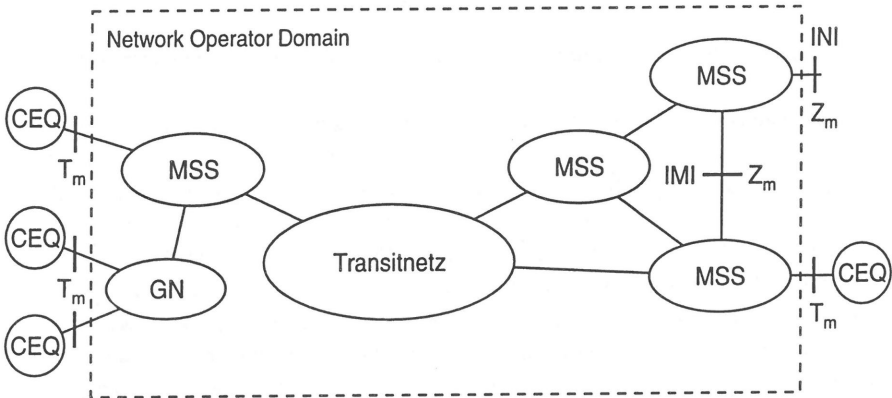 Network Operator Domain
INI
MSS
Z_m
CEQ
T_m
MSS
MSS
IMI
Z_m
CEQ
T_m
GN
Transitnetz
MSS
CEQ
T_m
CEQ